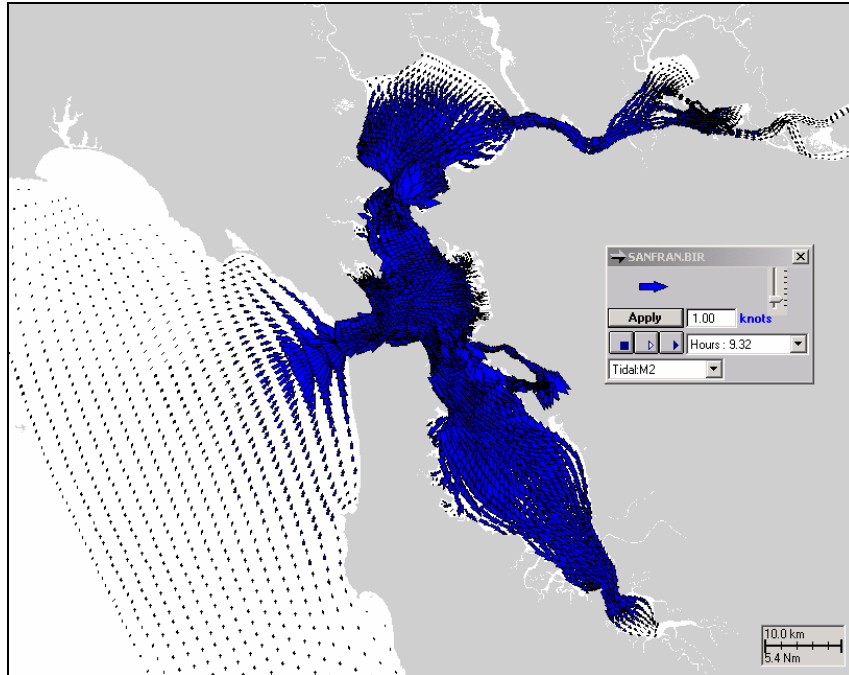 SANFRAN.BIR
Apply 1.00 knots
Hours : 9.32
Tidal:M2
10.0 km
5.4 Nm